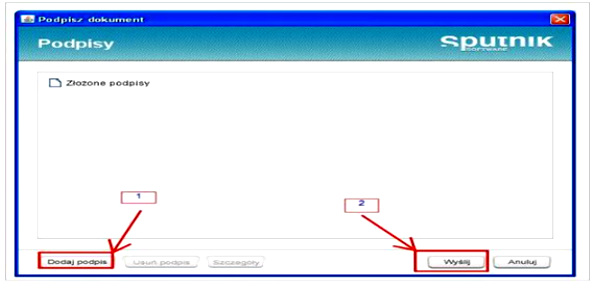 Podpisz dokument
Podpisy
Sputnik
SOFTWARE
Złożone podpisy
1
2
Dodaj podpis Usuń podpis Szczegóły Wyślij Anuluj